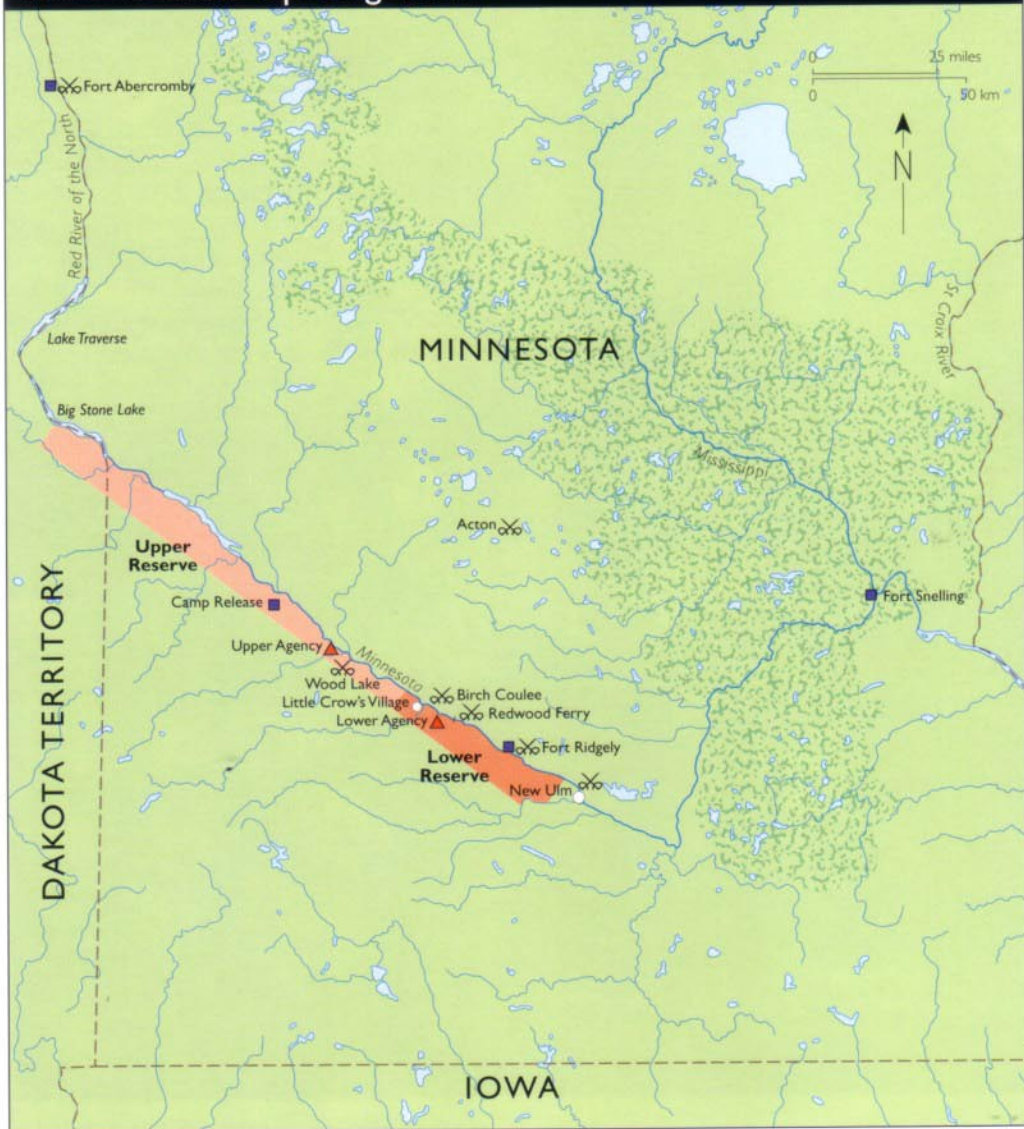 Fort Abercromby
25 miles
0
0
50 km
N
Red River of the North
St Croix River
Lake Traverse
MINNESOTA
Big Stone Lake
Mississippi
Acton
Upper
Reserve
Camp Release
Fort Snelling
DAKOTA TERRITORY
Upper Agency
Minnesota
Wood Lake
Little Crow's Village
Birch Coulee
Lower Agency
Redwood Ferry
Fort Ridgely
Lower
Reserve
New Ulm
IOWA